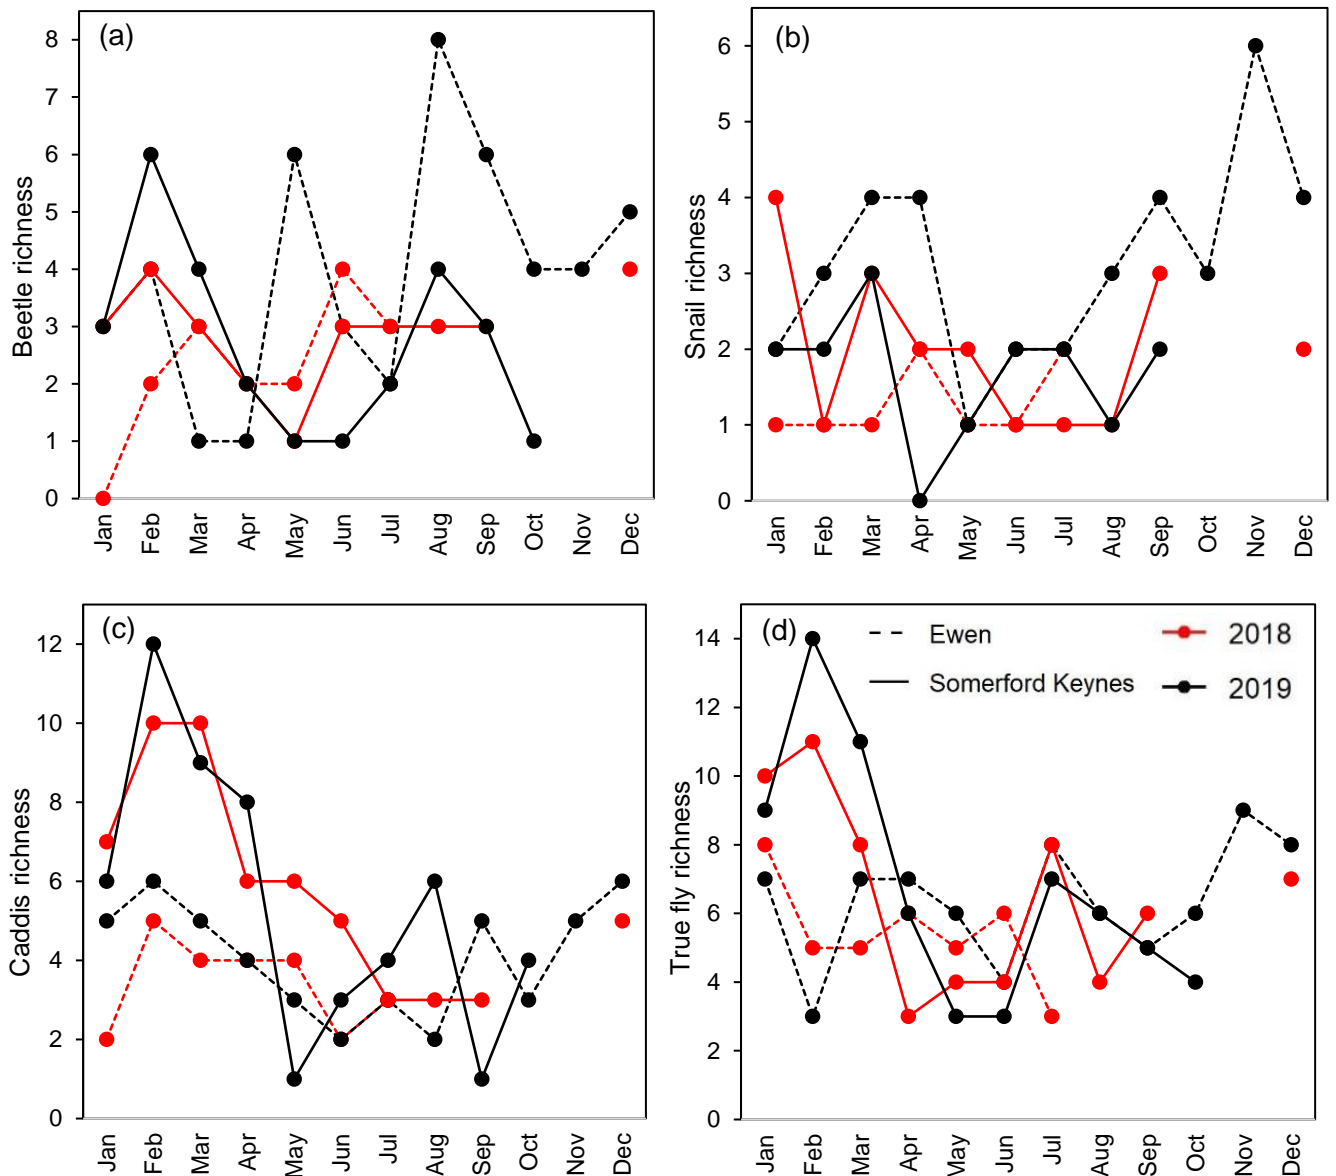 (a)
Beetle richness
8
7
6
5
4
3
2
1
0
Jan Feb Mar Apr May Jun Jul Aug Sep Oct Nov Dec
(b)
Snail richness
6
5
4
3
2
1
0
Jan Feb Mar Apr May Jun Jul Aug Sep Oct Nov Dec
(c)
Caddis richness
12
10
8
6
4
2
0
Jan Feb Mar Apr May Jun Jul Aug Sep Oct Nov Dec
(d)
Ewen
2018
Somerford Keynes
2019
True fly richness
14
12
10
8
6
4
2
0
Jan Feb Mar Apr May Jun Jul Aug Sep Oct Nov Dec